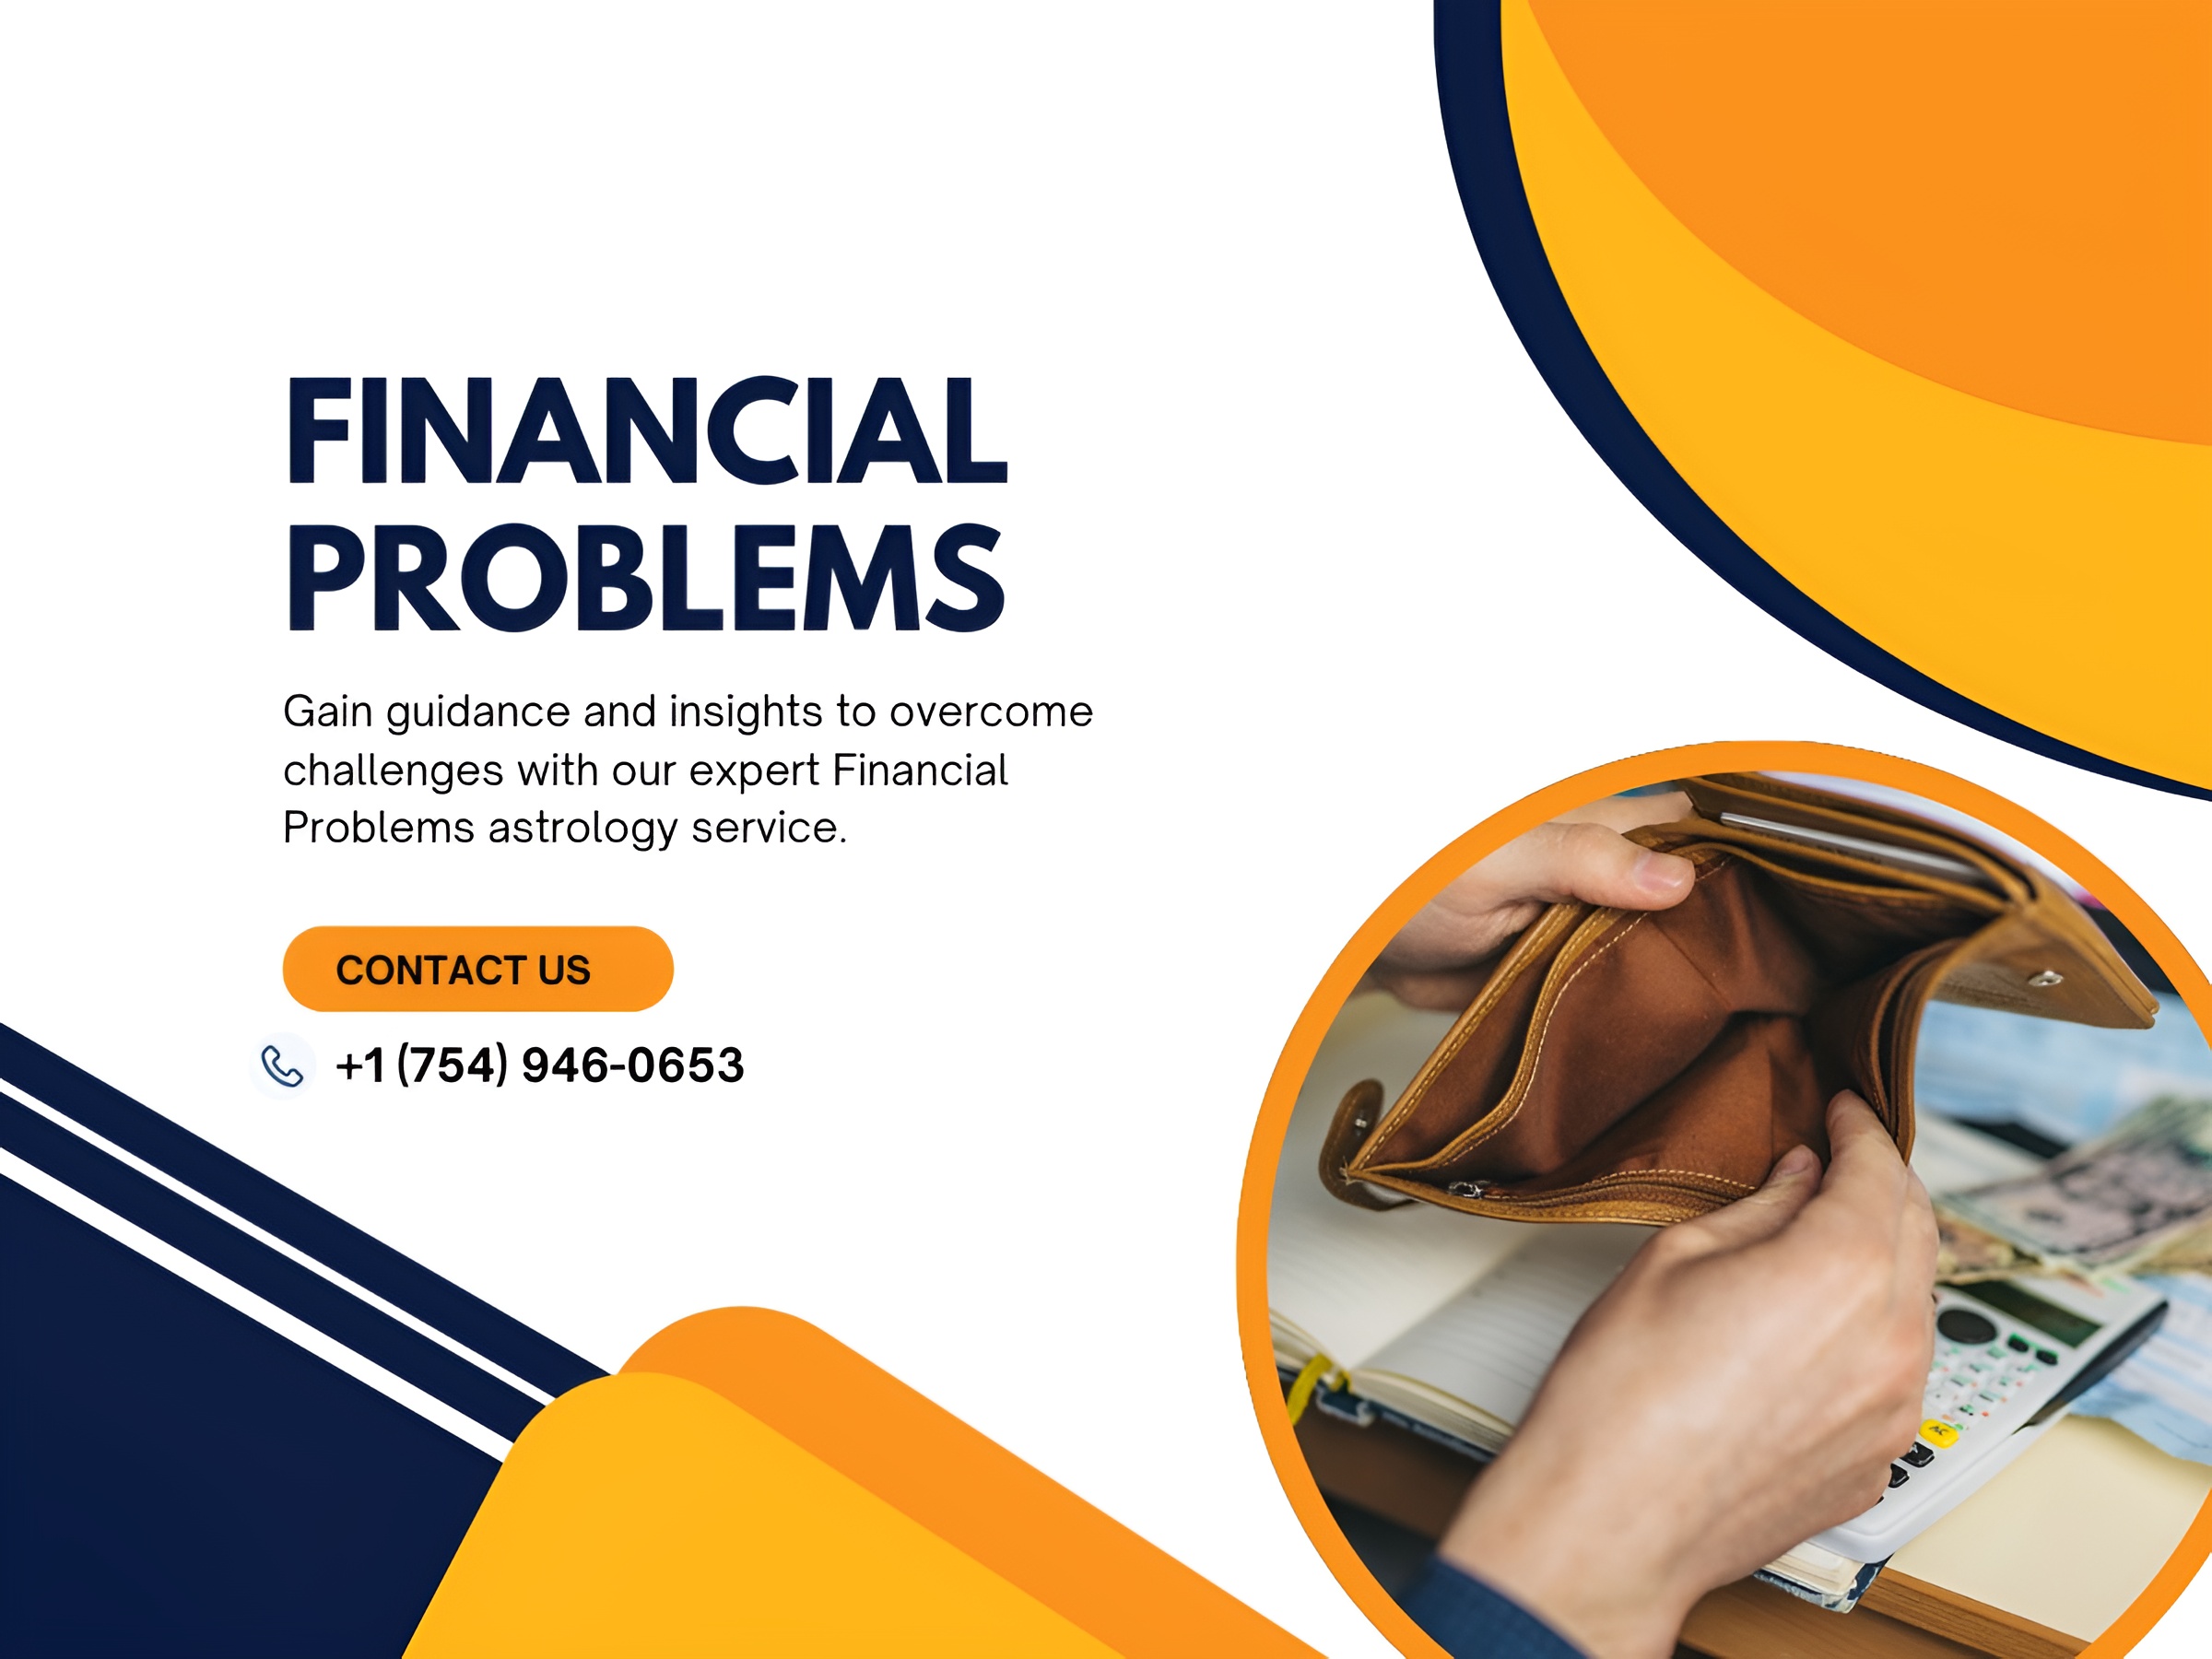 FINANCIAL
PROBLEMS
Gain guidance and insights to overcome
challenges with our expert Financial
Problems astrology service.
CONTACT US
+1 (754) 946-0653
AC